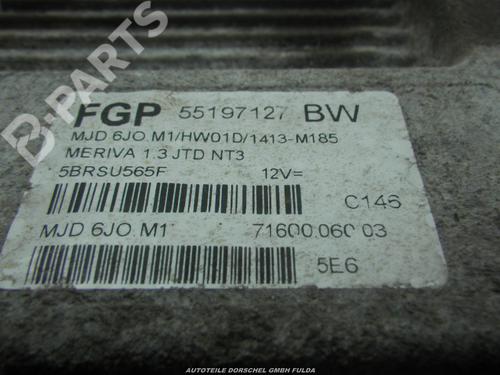 B-PARTS
FGP 55197127 BW
MJD 6JO.M1/HW01D/1413-M185
MERIVA 1.3 JTD NT3
5BRSU565F 12V=
C146
MJD 6JO.M1 71600.060.03
5E6
AUTOTEILE DORSCHEL GMBH FULDA